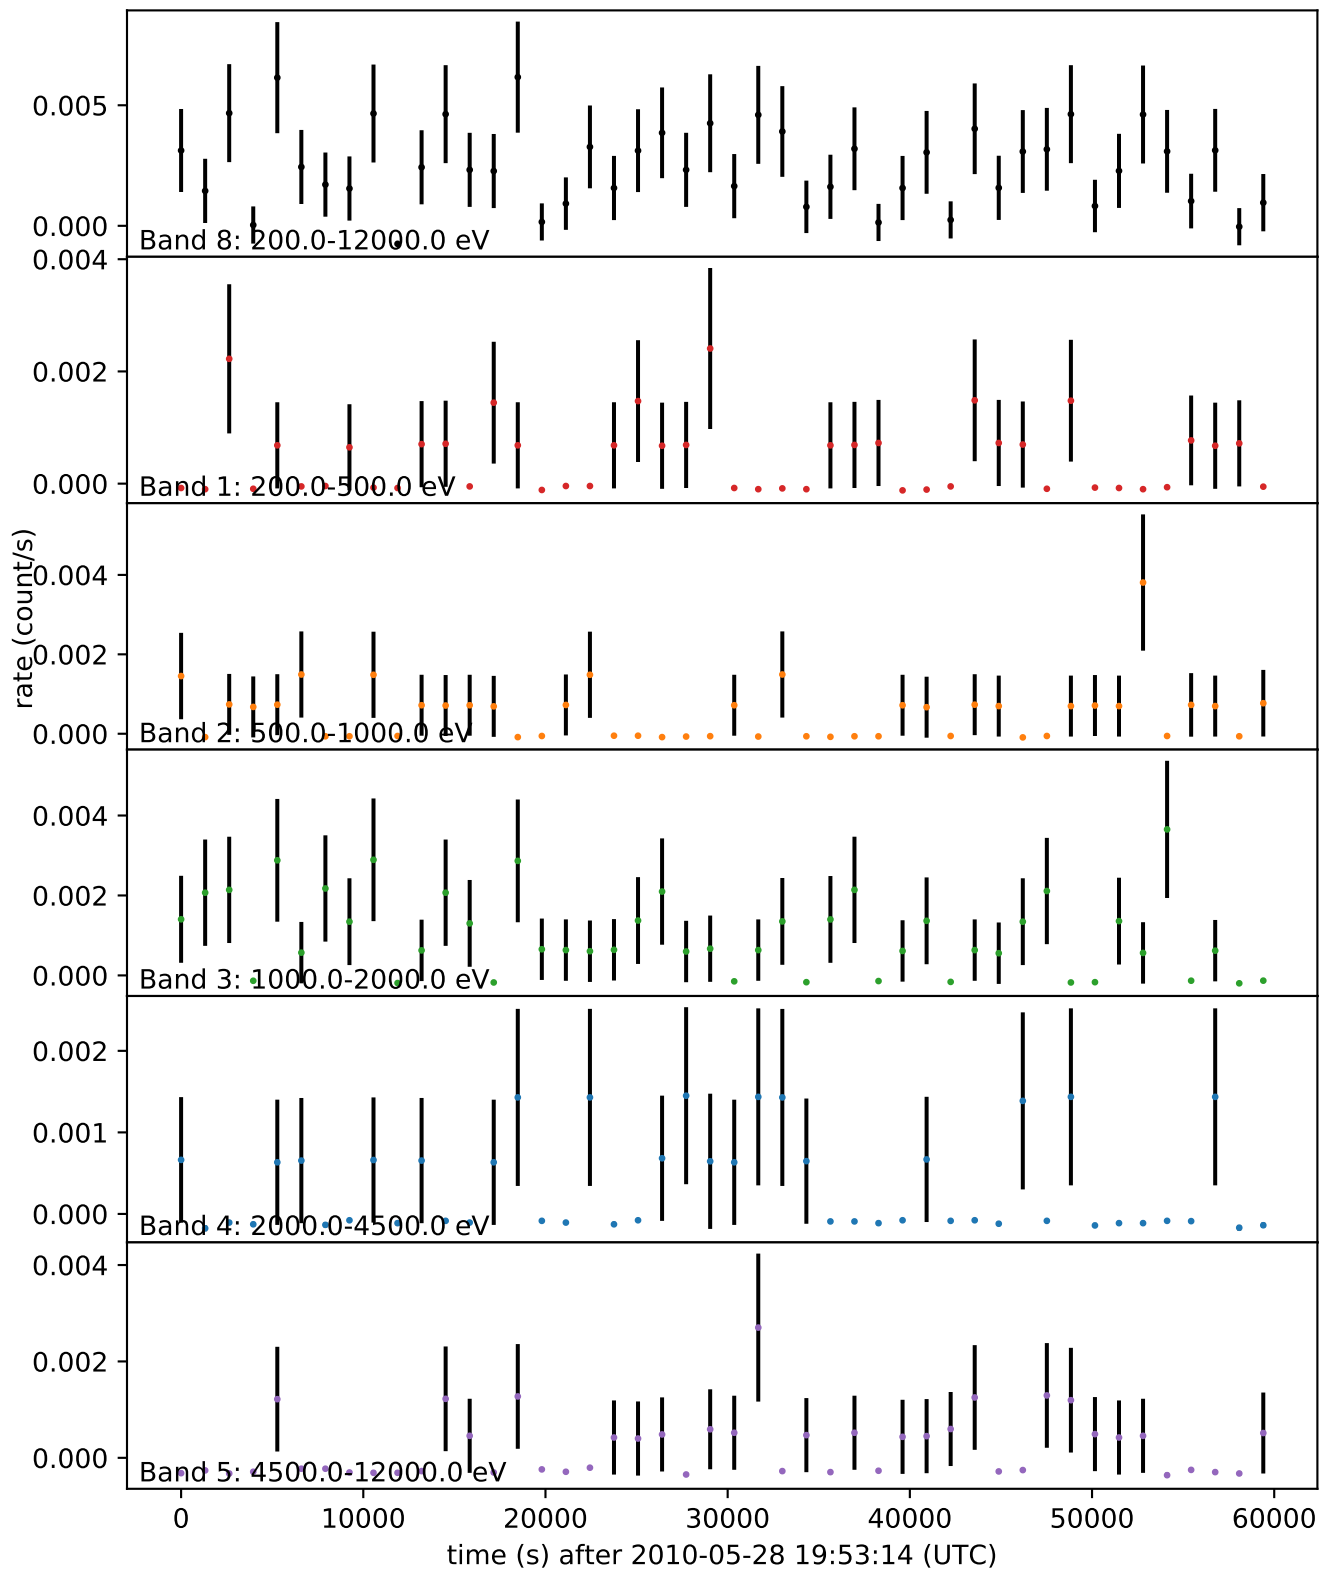 0.005
0.000
Band 8: 200.0-12000.0 eV
0.004
0.002
0.000
Band 1: 200.0-500.0 eV
rate (count/s)
0.004
0.002
0.000
Band 2: 500.0-1000.0 eV
0.004
0.002
0.000
Band 3: 1000.0-2000.0 eV
0.002
0.001
0.000
Band 4: 2000.0-4500.0 eV
0.004
0.002
0.000
Band 5: 4500.0-12000.0 eV
0 10000 20000 30000 40000 50000 60000
time (s) after 2010-05-28 19:53:14 (UTC)